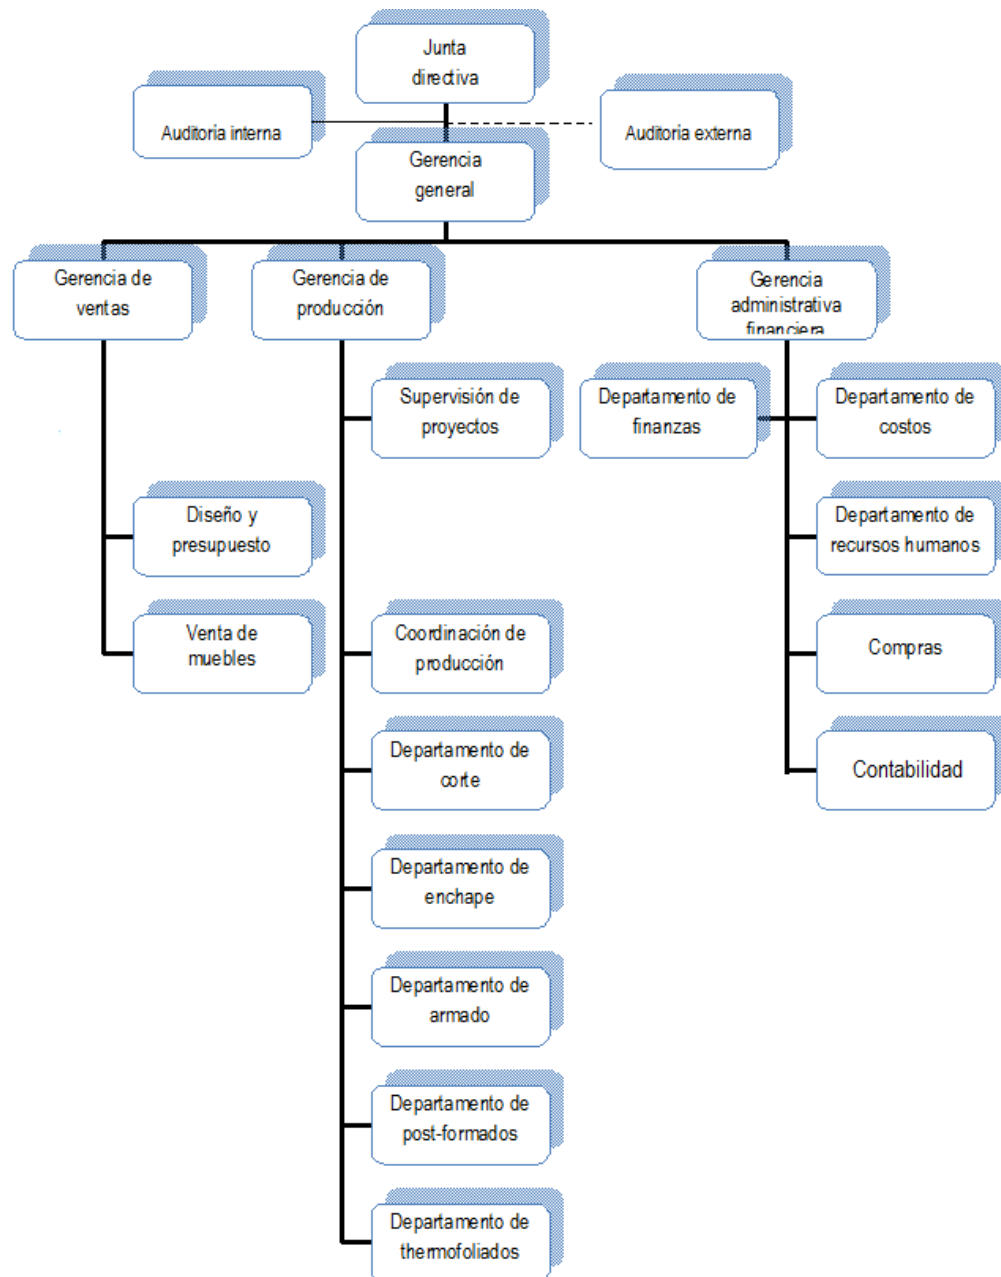 Junta
directiva
Auditoría interna
Auditoría externa
Gerencia
general
Gerencia de
ventas
Gerencia de
producción
Gerencia
administrativa
financiera
Supervisión de
proyectos
Departamento de
finanzas
Departamento de
costos
Diseño y
presupuesto
Departamento de
recursos humanos
Venta de
muebles
Coordinación de
producción
Compras
Departamento de
corte
Contabilidad
Departamento de
enchape
Departamento de
armado
Departamento de
post-formados
Departamento de
thermofoliados